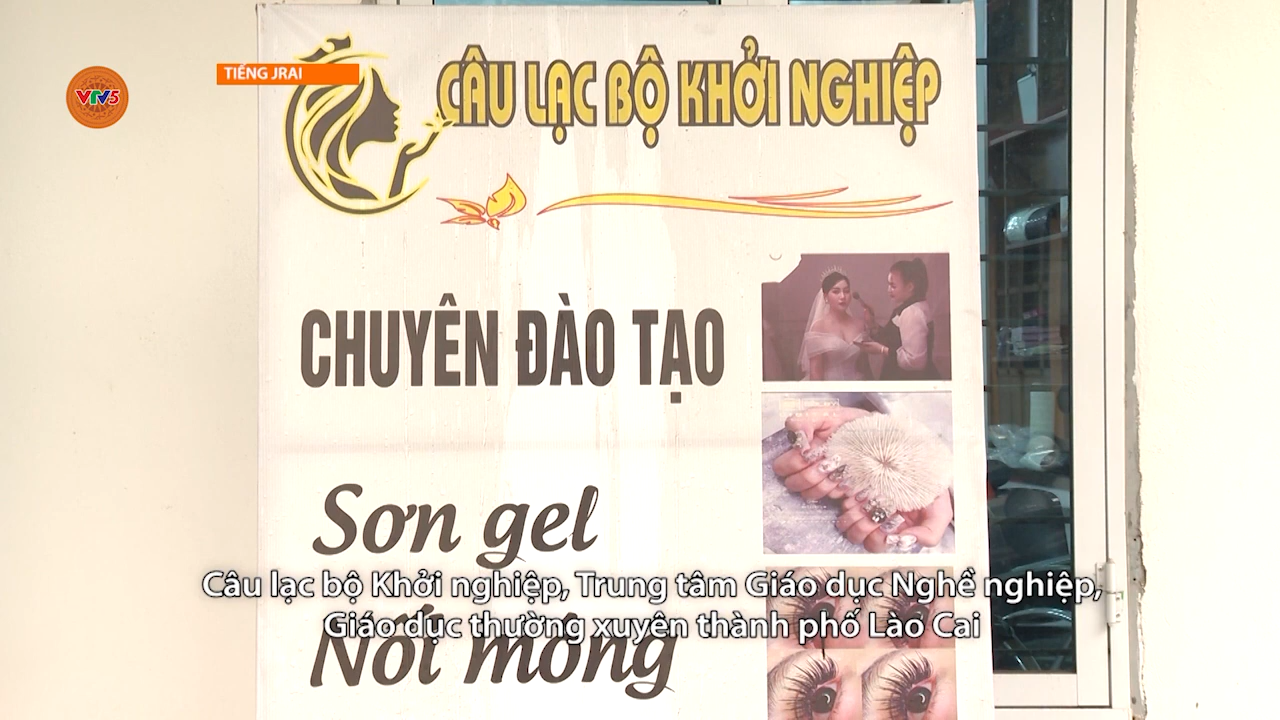 TIẾNG JRAI
VTV5
CÂU LẠC BỘ KHỞI NGHIỆP
CHUYÊN ĐÀO TẠO
Sơn gel
Câu lạc bộ Khởi nghiệp, Trung tâm Giáo dục Nghề nghiệp,
Giáo dục thường xuyên thành phố Lào Cai
Nối móng